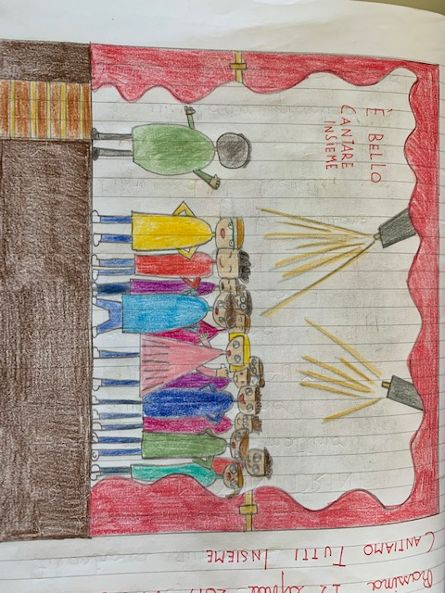 CANTIAMO TUTTI INSIEME
È BELLO
CANTARE
INSIEME